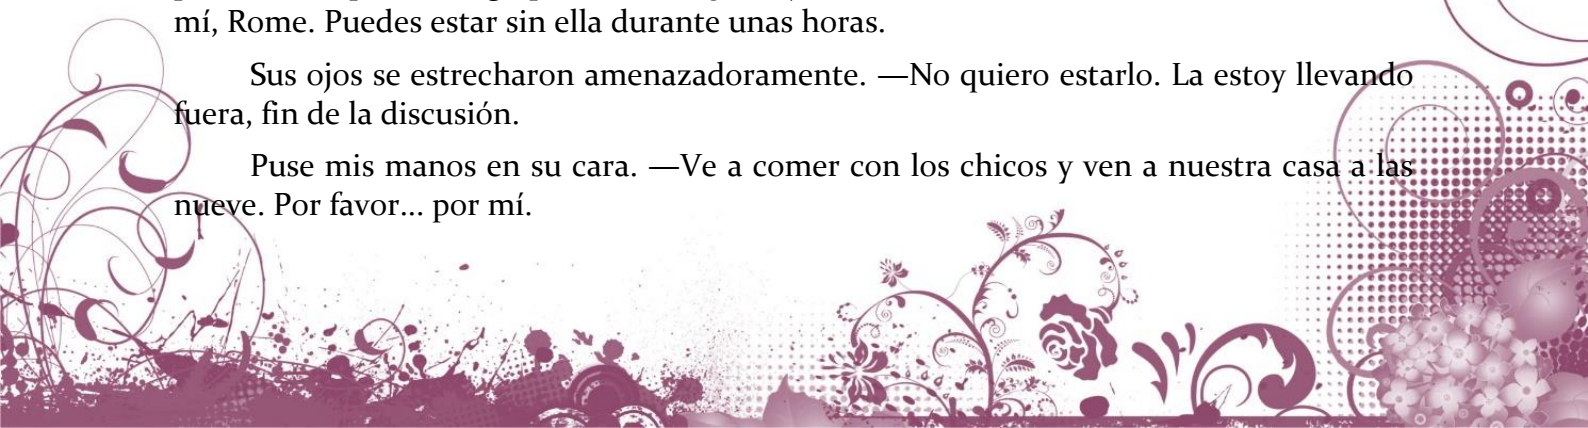 mí, Rome. Puedes estar sin ella durante unas horas.
Sus ojos se estrecharon amenazadoramente. —No quiero estarlo. La estoy llevando
fuera, fin de la discusión.
Puse mis manos en su cara. —Ve a comer con los chicos y ven a nuestra casa a las
nueve. Por favor... por mí.